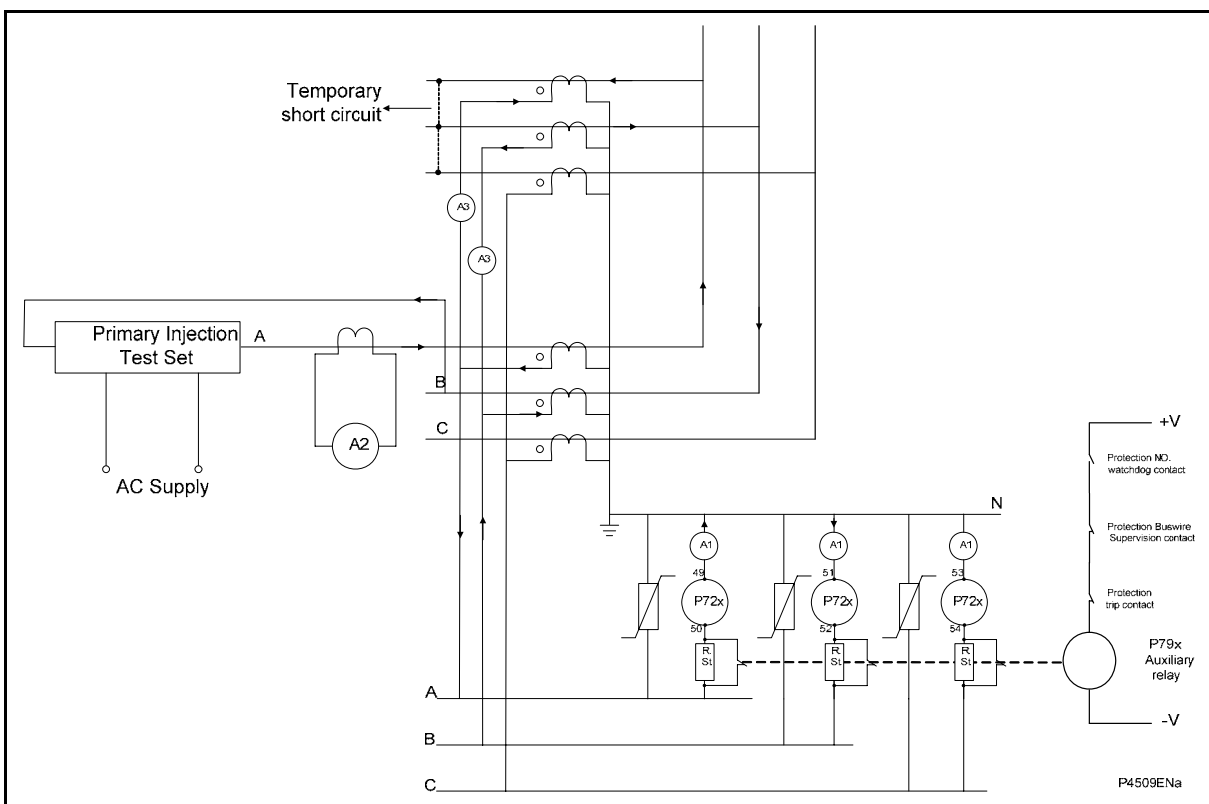 Temporary
short circuit
A3
A3
Primary Injection
Test Set
A
B
C
A2
AC Supply
N
A1
A1
A1
49
51
53
P72x
P72x
P72x
50
52
54
R
St
R
St
R
St
A
B
C
+V
Protection NO.
watchdog contact
Protection Buswire
Supervision contact
Protection
trip contact
P79x
Auxiliary
relay
-V
P4509ENa